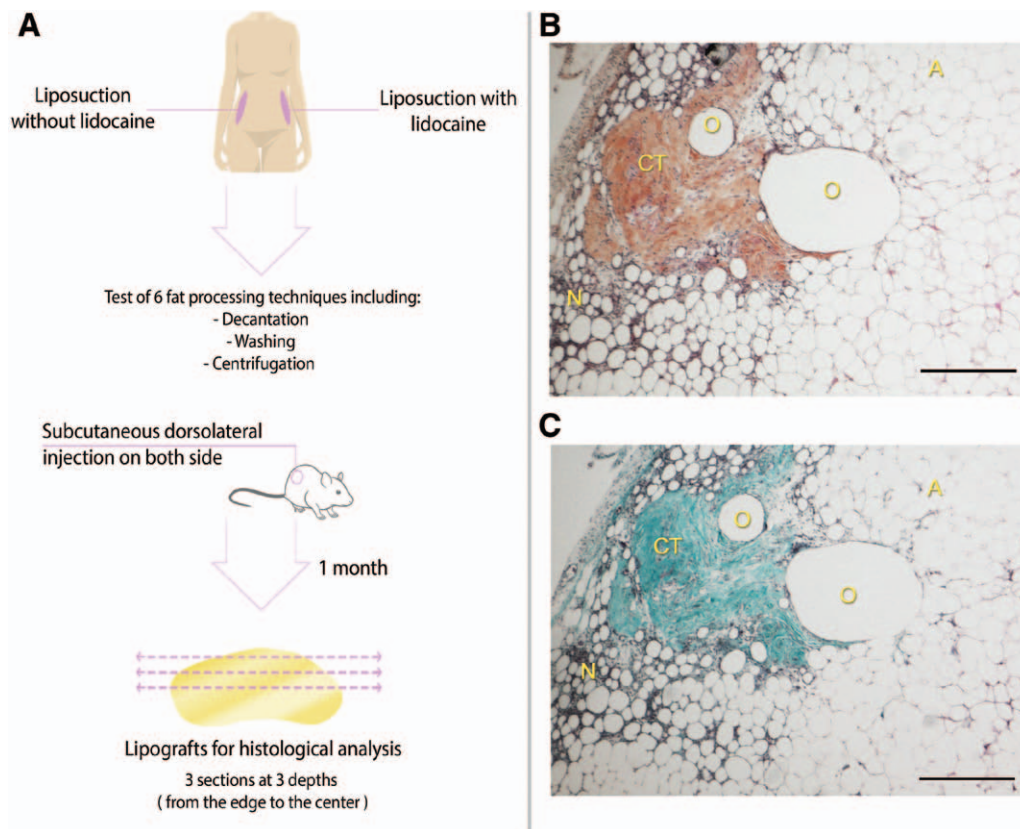 A
Liposuction
without lidocaine
Liposuction with
lidocaine
Test of 6 fat processing techniques including:
- Decantation
- Washing
- Centrifugation
Subcutaneous dorsolateral
injection on both side
1 month
Lipografts for histological analysis
3 sections at 3 depths
( from the edge to the center )
B
A
O
CT
O
N
C
A
O
CT
O
N